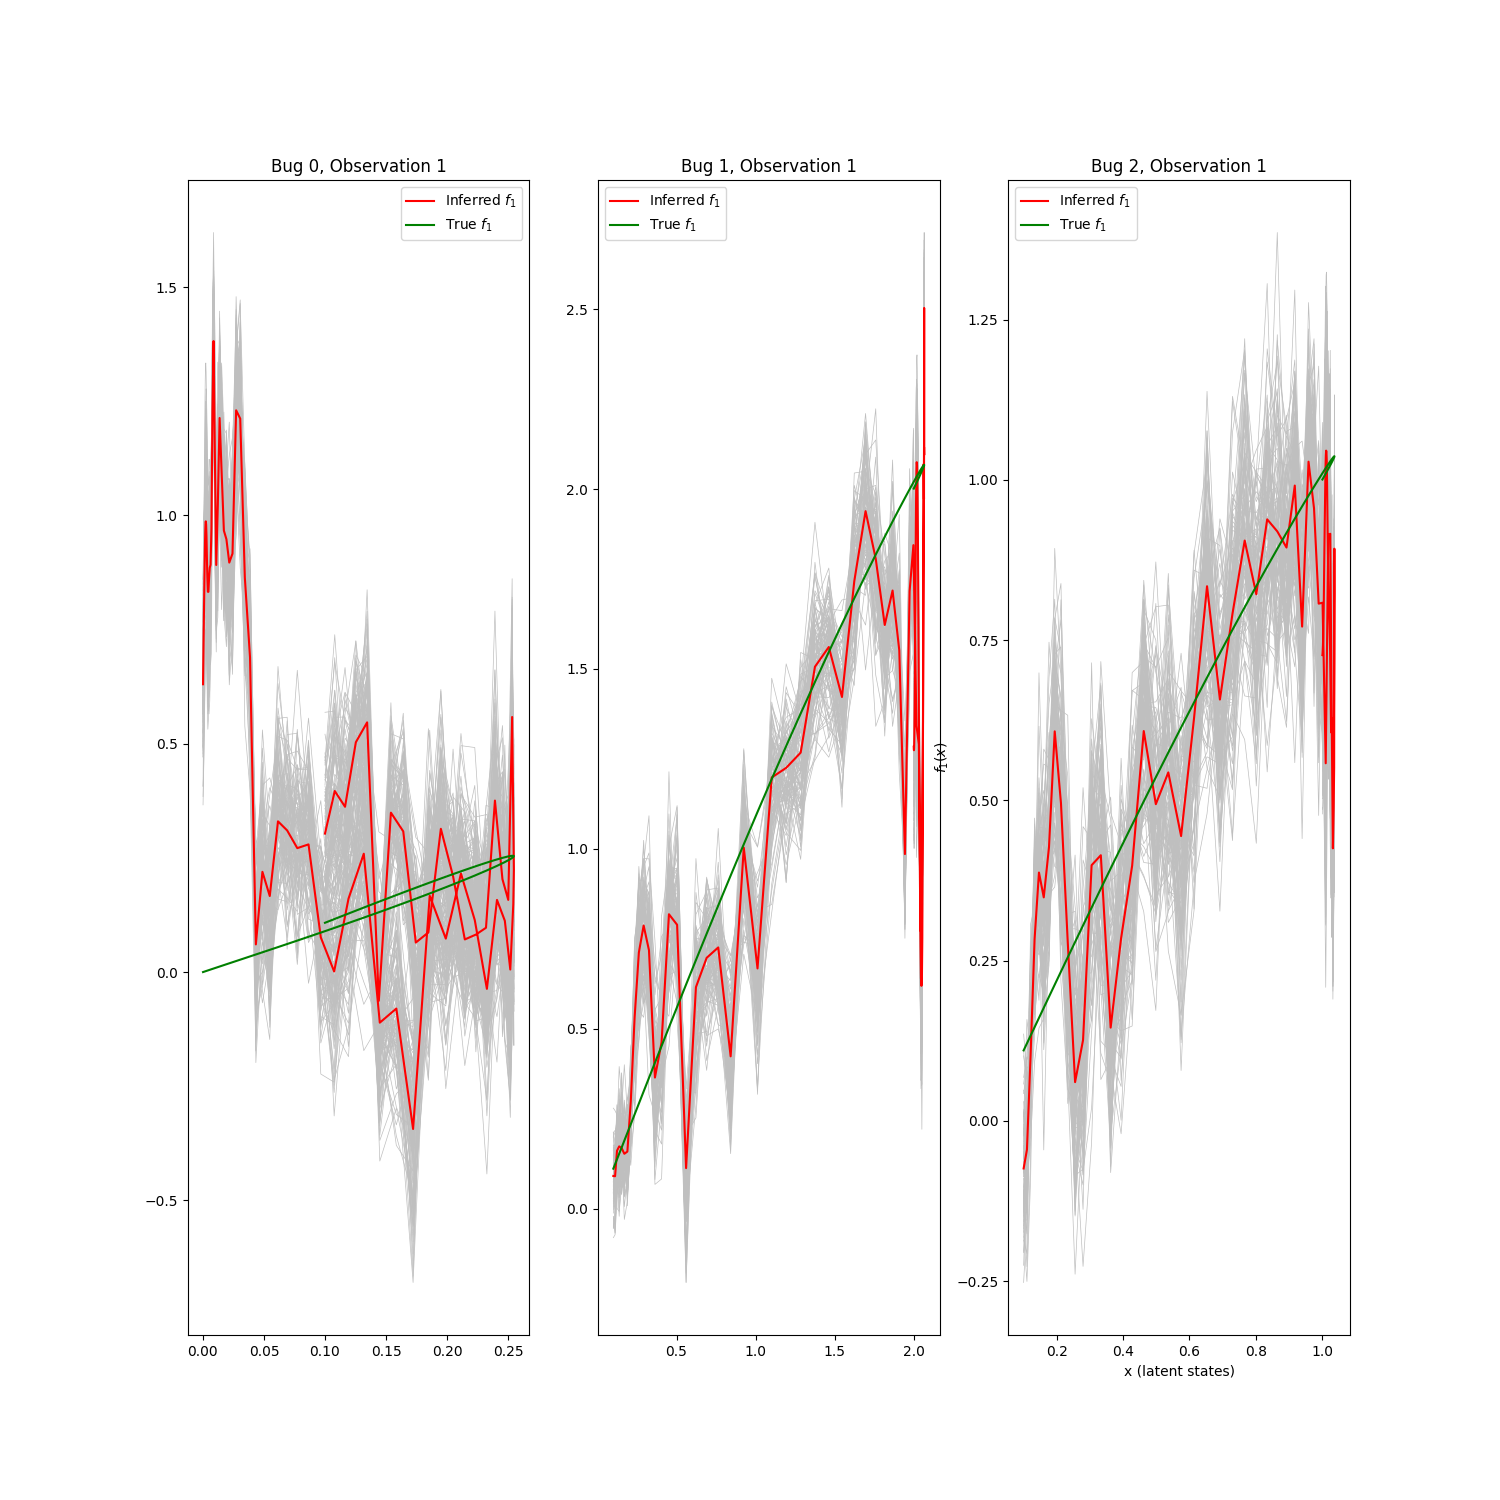 Bug 0, Observation 1
Inferred f₁
True f₁
1.5
1.0
0.5
0.0
−0.5
0.00 0.05 0.10 0.15 0.20 0.25
Bug 1, Observation 1
Inferred f₁
True f₁
2.5
2.0
1.5
1.0
0.5
0.0
0.5 1.0 1.5 2.0
Bug 2, Observation 1
Inferred f₁
True f₁
f₁(x)
1.25
1.00
0.75
0.50
0.25
0.00
−0.25
0.2 0.4 0.6 0.8 1.0
x (latent states)